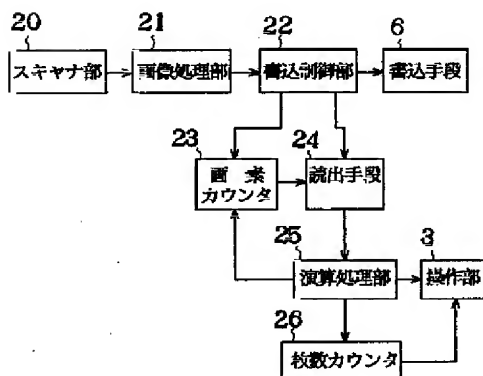 20
21
22
6
スキャナ部
画像処理部
書込制御部
書込手段
23
24
画素
カウンタ
読出手段
25
3
演算処理部
操作部
26
枚数カウンタ